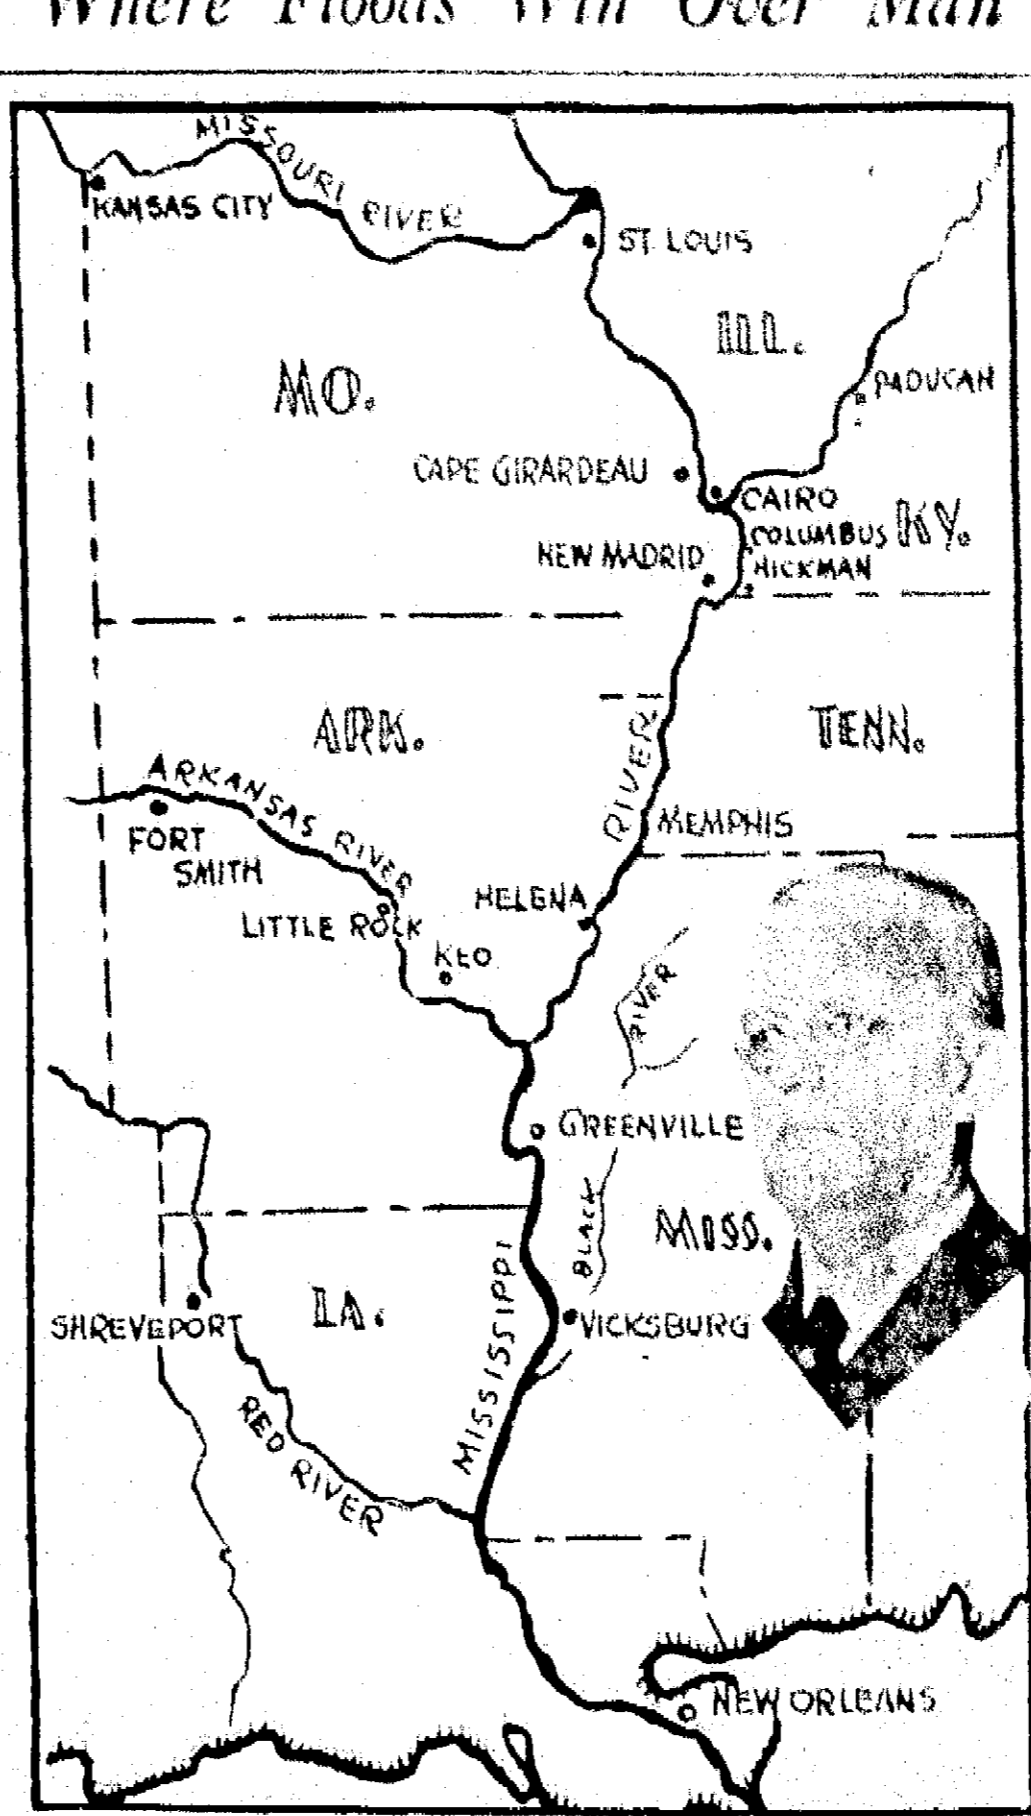 Where Floods Win Over Man
MISSOURI RIVER
KANSAS CITY
ST. LOUIS
ILL.
MO.
PADUCAN
CAPE GIRARDEAU
CAIRO
COLUMBUS
KY.
NEW MADRID
HICKMAN
ARK.
TENN.
RIVER
ARKANSAS RIVER
MEMPHIS
FORT
SMITH
HELENA
LITTLE ROCK
KEO
RIVER
GREENVILLE
BLACK
MISS.
MISSISSIPPI
LA.
SHREVEPORT
VICKSBURG
RED RIVER
NEW ORLEANS